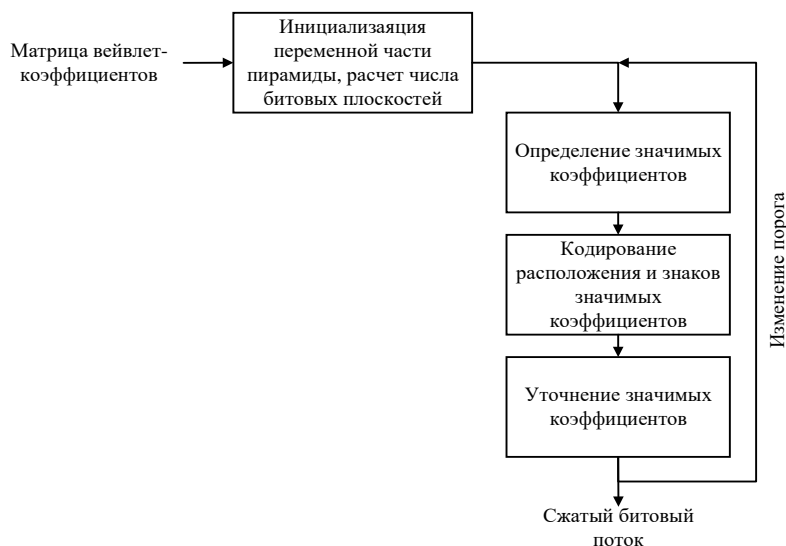 Матрица вейвлет-
коэффициентов
Инициализаяция
переменной части
пирамиды, расчет числа
битовых плоскостей
Определение значимых
коэффициентов
Кодирование
расположения и знаков
значимых
коэффициентов
Уточнение значимых
коэффициентов
Изменение порога
Сжатый битовый
поток